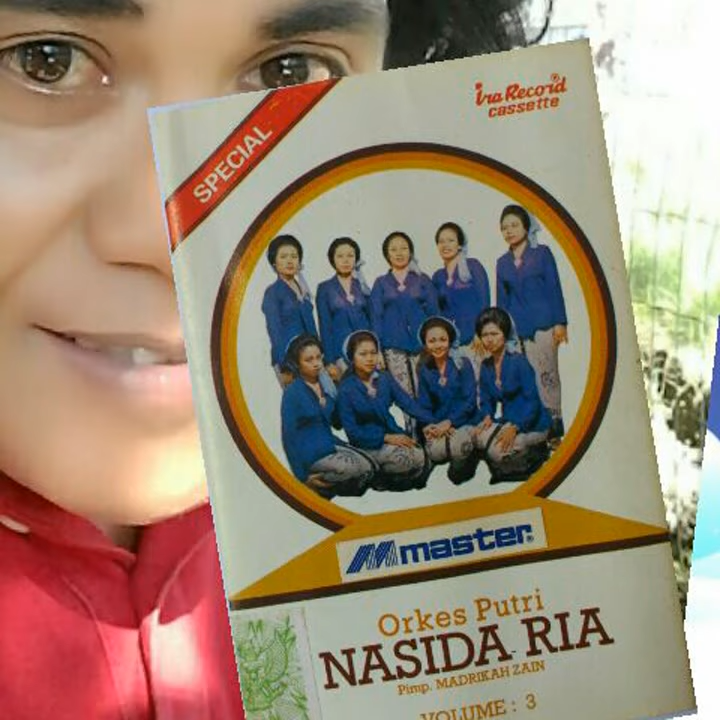 Ira Record
cassette
SPECIAL
master
Orkes Putri
NASIDA RIA
Pimp. MADRIKAH ZAIN
VOLUME : 3